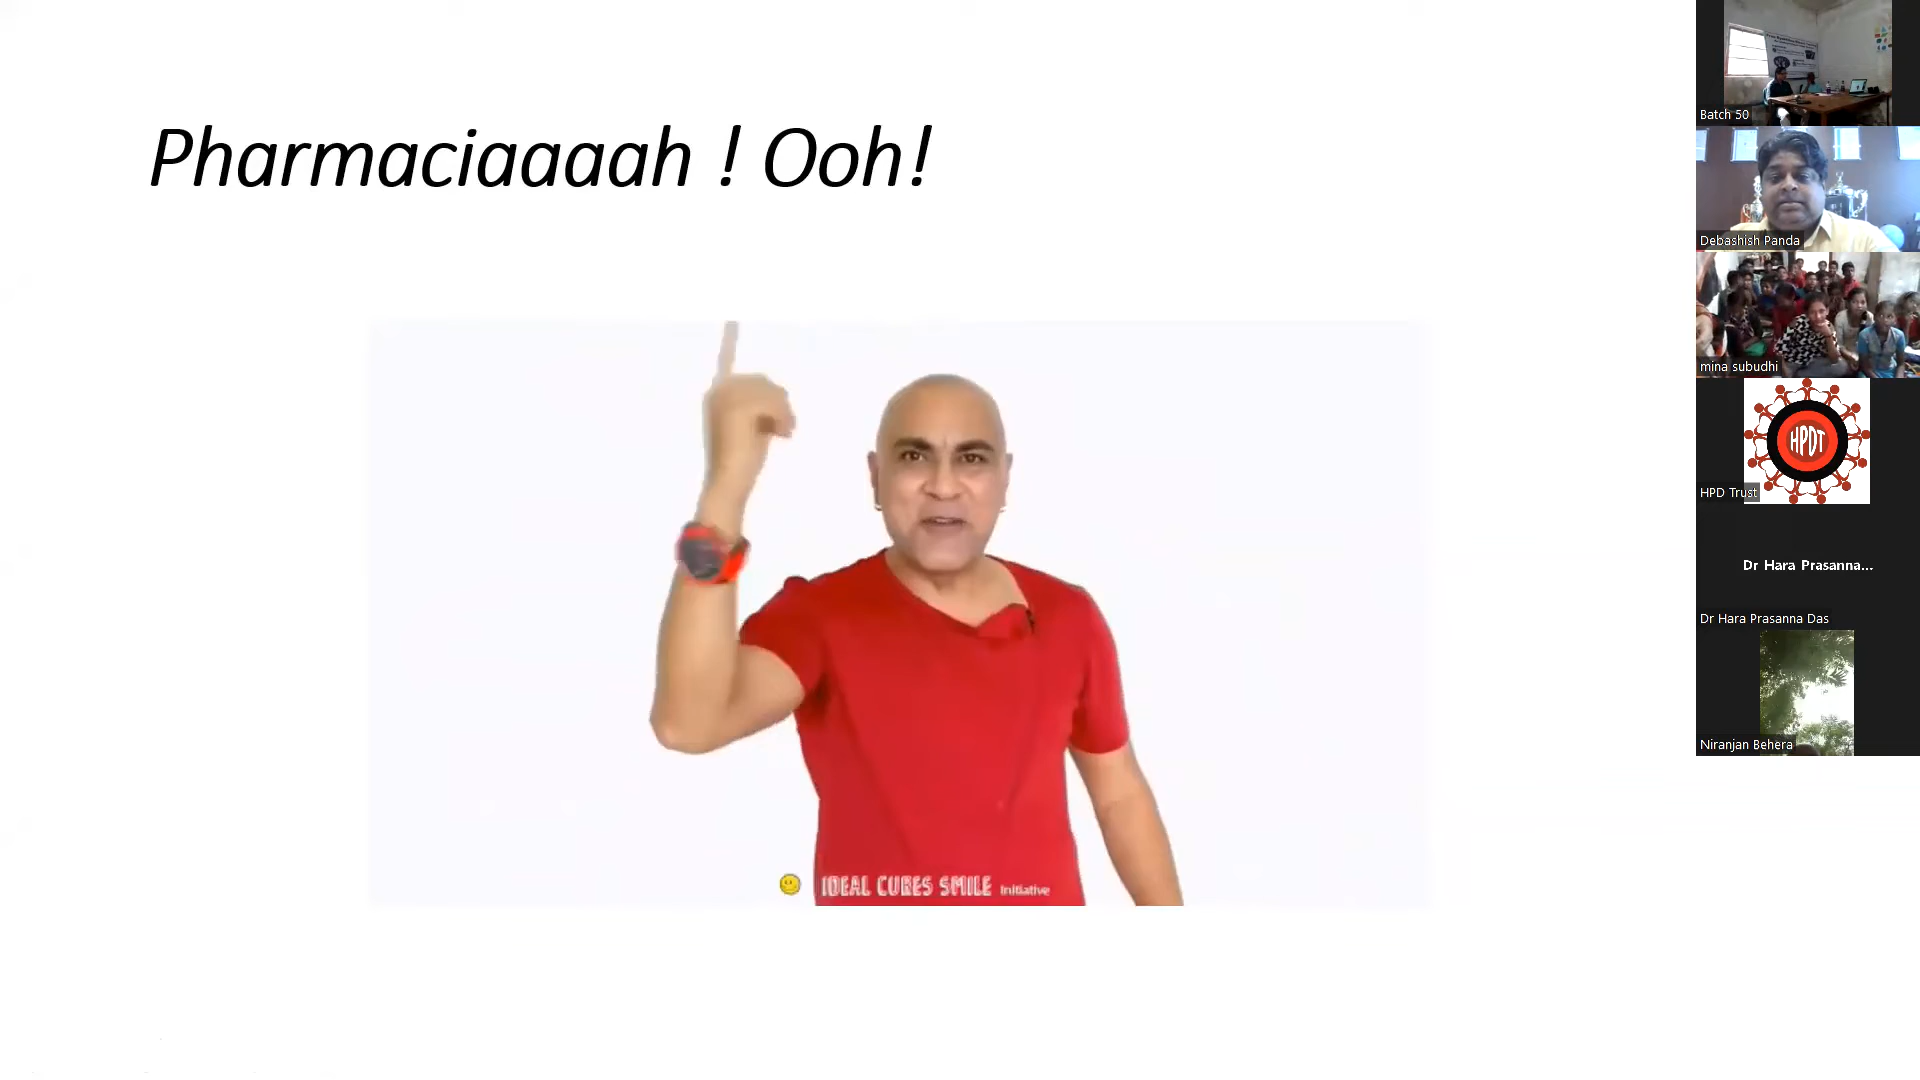 Pharmaciaaaah ! Ooh!
IDEAL CURES SMILE Initiative
Batch 50
Debashish Panda
mina subudhi
HPDT
HPD Trust
Dr Hara Prasanna...
Dr Hara Prasanna Das
Niranjan Behera